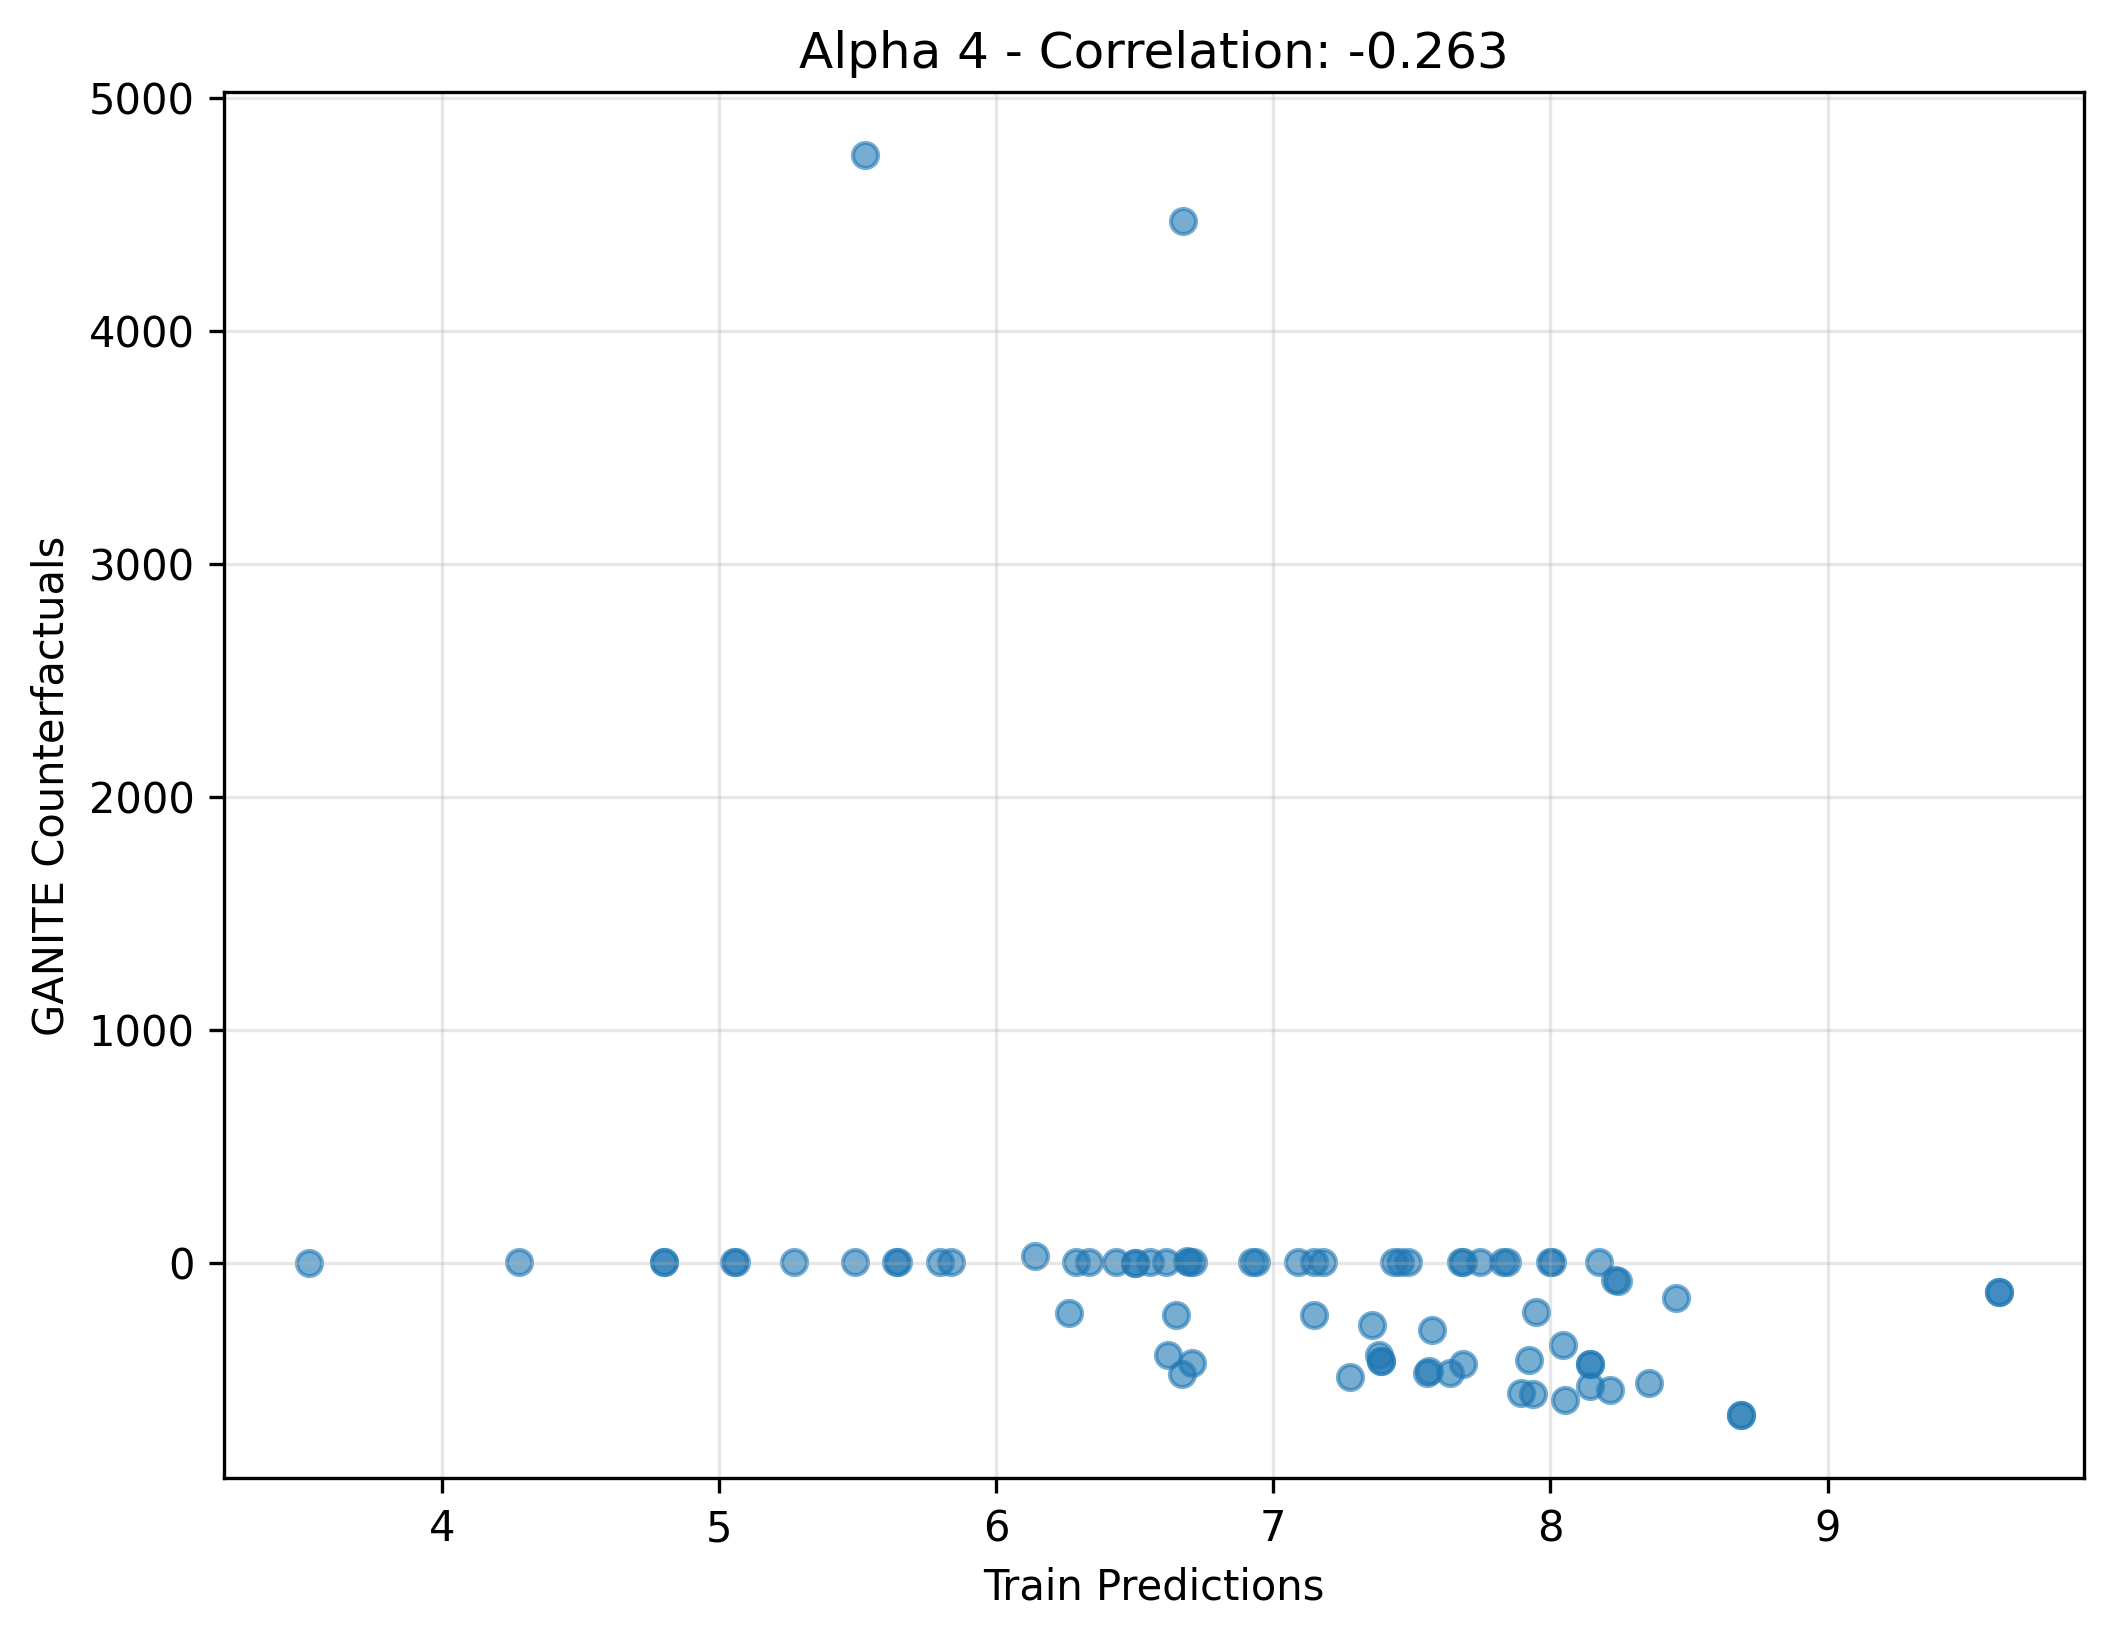 Alpha 4 - Correlation: -0.263
5000
4000
3000
2000
1000
0
GANITE Counterfactuals
4 5 6 7 8 9
Train Predictions